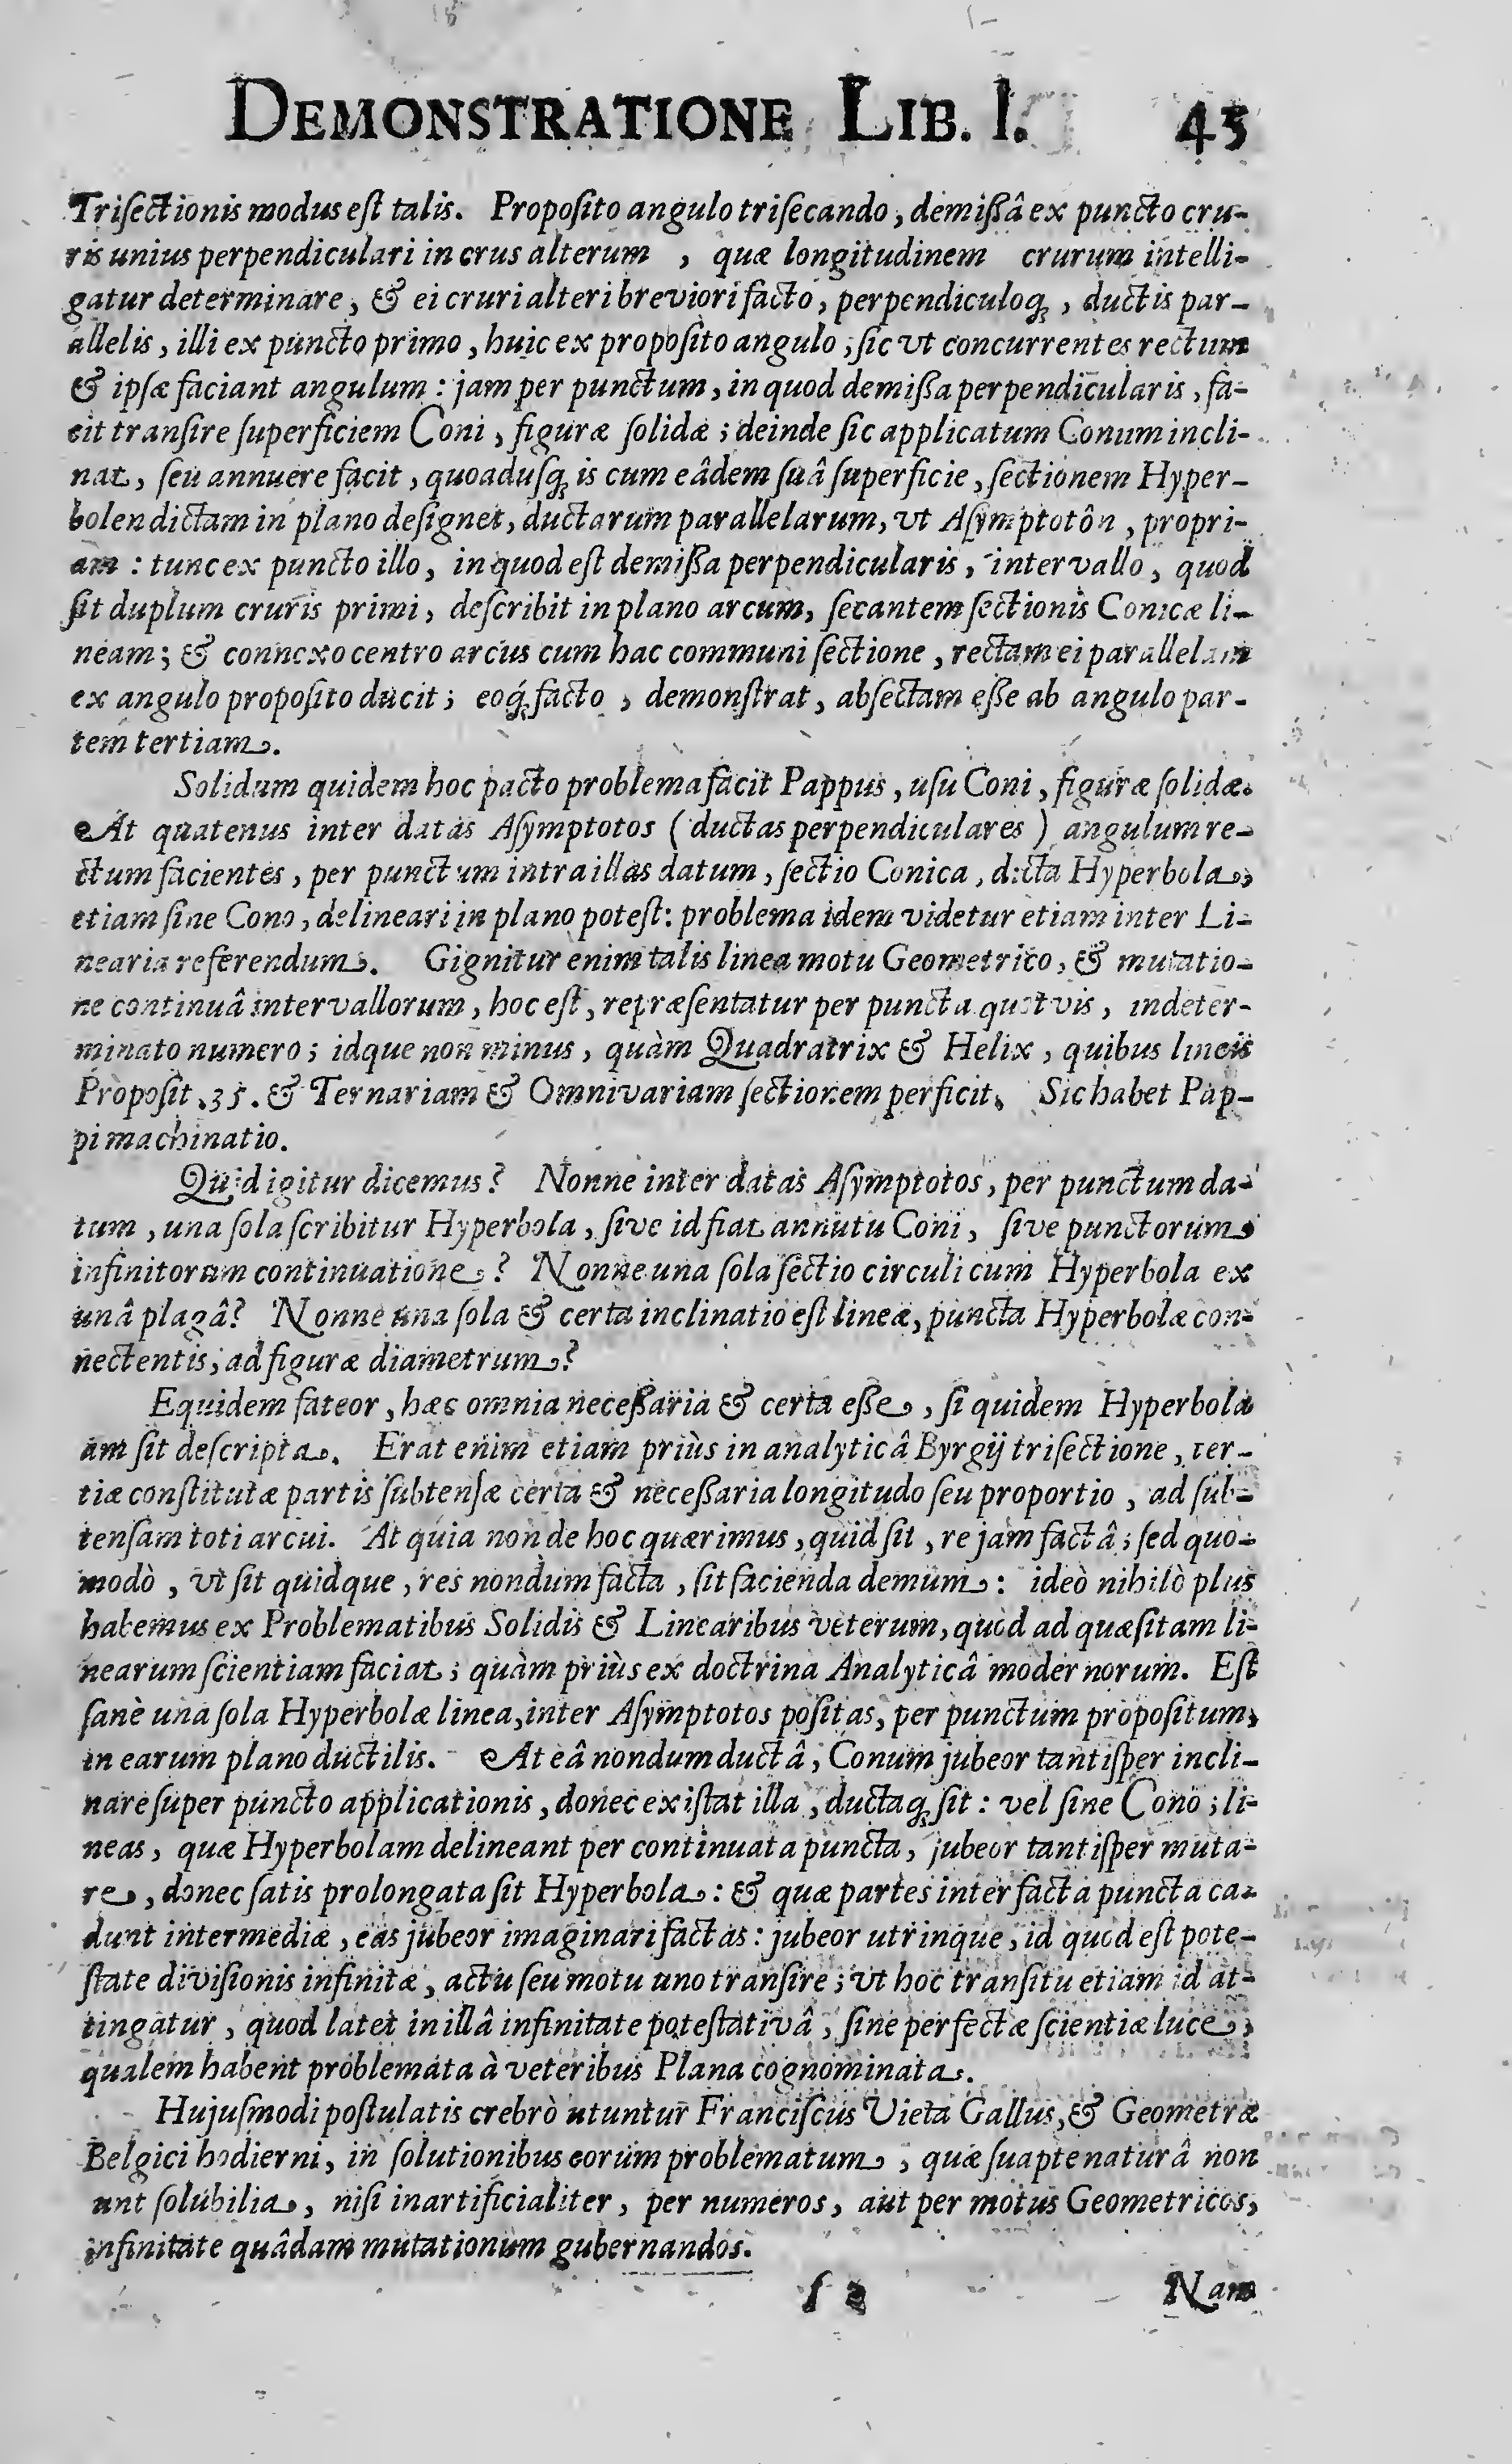 DEMONSTRATIONE LIB. I. 43
Triſectionis modus eſt talis. Propoſito angulo triſecando, demißâ ex puncto cru-
ris unius perpendiculari in crus alterum, quæ longitudinem crurum intelli-
gatur determinare, & ei cruri alteri breviori facto, perpendiculoq́;, ductis par-
allelis, illi ex puncto primo, huic ex propoſito angulo, ſic vt concurrentes rectum
& ipſæ faciant angulum: jam per punctum, in quod demißa perpendicularis, fa-
cit tranſire ſuperficiem Coni, figuræ ſolidæ; deinde ſic applicatum Conum incli-
nat, ſeu annuere facit, quoaduſq́; is cum eâdem ſuâ ſuperficie, ſectionem Hyper-
bolen dictam in plano deſignet, ductarum parallelarum, vt Aſymptotôn, propri-
am: tunc ex puncto illo, in quod eſt demißa perpendicularis, intervallo, quod
ſit duplum cruris primi, deſcribit in plano arcum, ſecantem ſectionis Conicæ li-
neam; & connexo centro arcus cum hac communi ſectione, rectam ei parallelam
ex angulo propoſito ducit; eoq́; facto, demonſtrat, abſectam eße ab angulo par-
tem tertiam.
Solidum quidem hoc pacto problema facit Pappus, uſu Coni, figuræ ſolidæ.
At quatenus inter datas Aſymptotos (ductas perpendiculares) angulum re-
ctum facientes, per punctum intra illas datum, ſectio Conica, dicta Hyperbola,
etiam ſine Cono, delineari in plano poteſt: problema idem videtur etiam inter Li-
nearia referendum. Gignitur enim talis linea motu Geometrico, & mutatio-
ne continuâ intervallorum, hoc eſt, repræſentatur per puncta quotvis, indeter-
minato numero; idque non minus, quàm Quadratrix & Helix, quibus lineis
Propoſit. 35. & Ternariam & Omnivariam ſectionem perficit. Sic habet Pap-
pi machinatio.
Quid igitur dicemus? Nonne inter datas Aſymptotos, per punctum da-
tum, una ſola ſcribitur Hyperbola, ſive id fiat annutu Coni, ſive punctorum
infinitorum continuatione? Nonne una ſola ſectio circuli cum Hyperbola ex
unâ plagâ? Nonne una ſola & certa inclinatio eſt lineæ, puncta Hyperbolæ con-
nectentis, ad figuræ diametrum?
Equidem fateor, hæc omnia neceßaria & certa eße, ſi quidem Hyperbola
am ſit deſcripta. Erat enim etiam priùs in analyticâ Byrgij triſectione, ter-
tiæ conſtitutæ partis ſubtenſæ certa & neceßaria longitudo ſeu proportio, ad ſub-
tenſam toti arcui. At quia non de hoc quærimus, quid ſit, re jam factâ; ſed quo-
modò, vt ſit quidque, res nondum facta, ſit facienda demùm: ideò nihilò plus
habemus ex Problematibus Solidis & Linearibus veterum, quod ad quæſitam li-
nearum ſcientiam faciat; quàm priùs ex doctrina Analyticâ modernorum. Eſt
ſanè una ſola Hyperbolæ linea, inter Aſymptotos poſitas, per punctum propoſitum,
in earum plano ductilis. At eâ nondum ductâ, Conum jubeor tantiſper incli-
nare ſuper puncto applicationis, donec exiſtat illa, ductaq́; ſit: vel ſine Cono; li-
neas, quæ Hyperbolam delineant per continuata puncta, jubeor tantiſper muta-
re, donec ſatis prolongata ſit Hyperbola: & quæ partes inter facta puncta ca-
dunt intermediæ, eas jubeor imaginari factas: jubeor utrinque, id quod eſt pote-
ſtate diviſionis infinitæ, actu ſeu motu uno tranſire; vt hoc tranſitu etiam id at-
tingatur, quod latet in illâ infinitate poteſtativâ, ſine perfectæ ſcientiæ luce,
qualem habent problemata à veteribus Plana cognominata.
Hujuſmodi poſtulatis crebrò utuntur Franciſcus Vieta Gallus, & Geometræ
Belgici hodierni, in ſolutionibus eorum problematum, quæ ſuapte naturâ non
unt ſolubilia, niſi inartificialiter, per numeros, aut per motus Geometricos,
infinitate quâdam mutationum gubernandos.
f 2 Nam